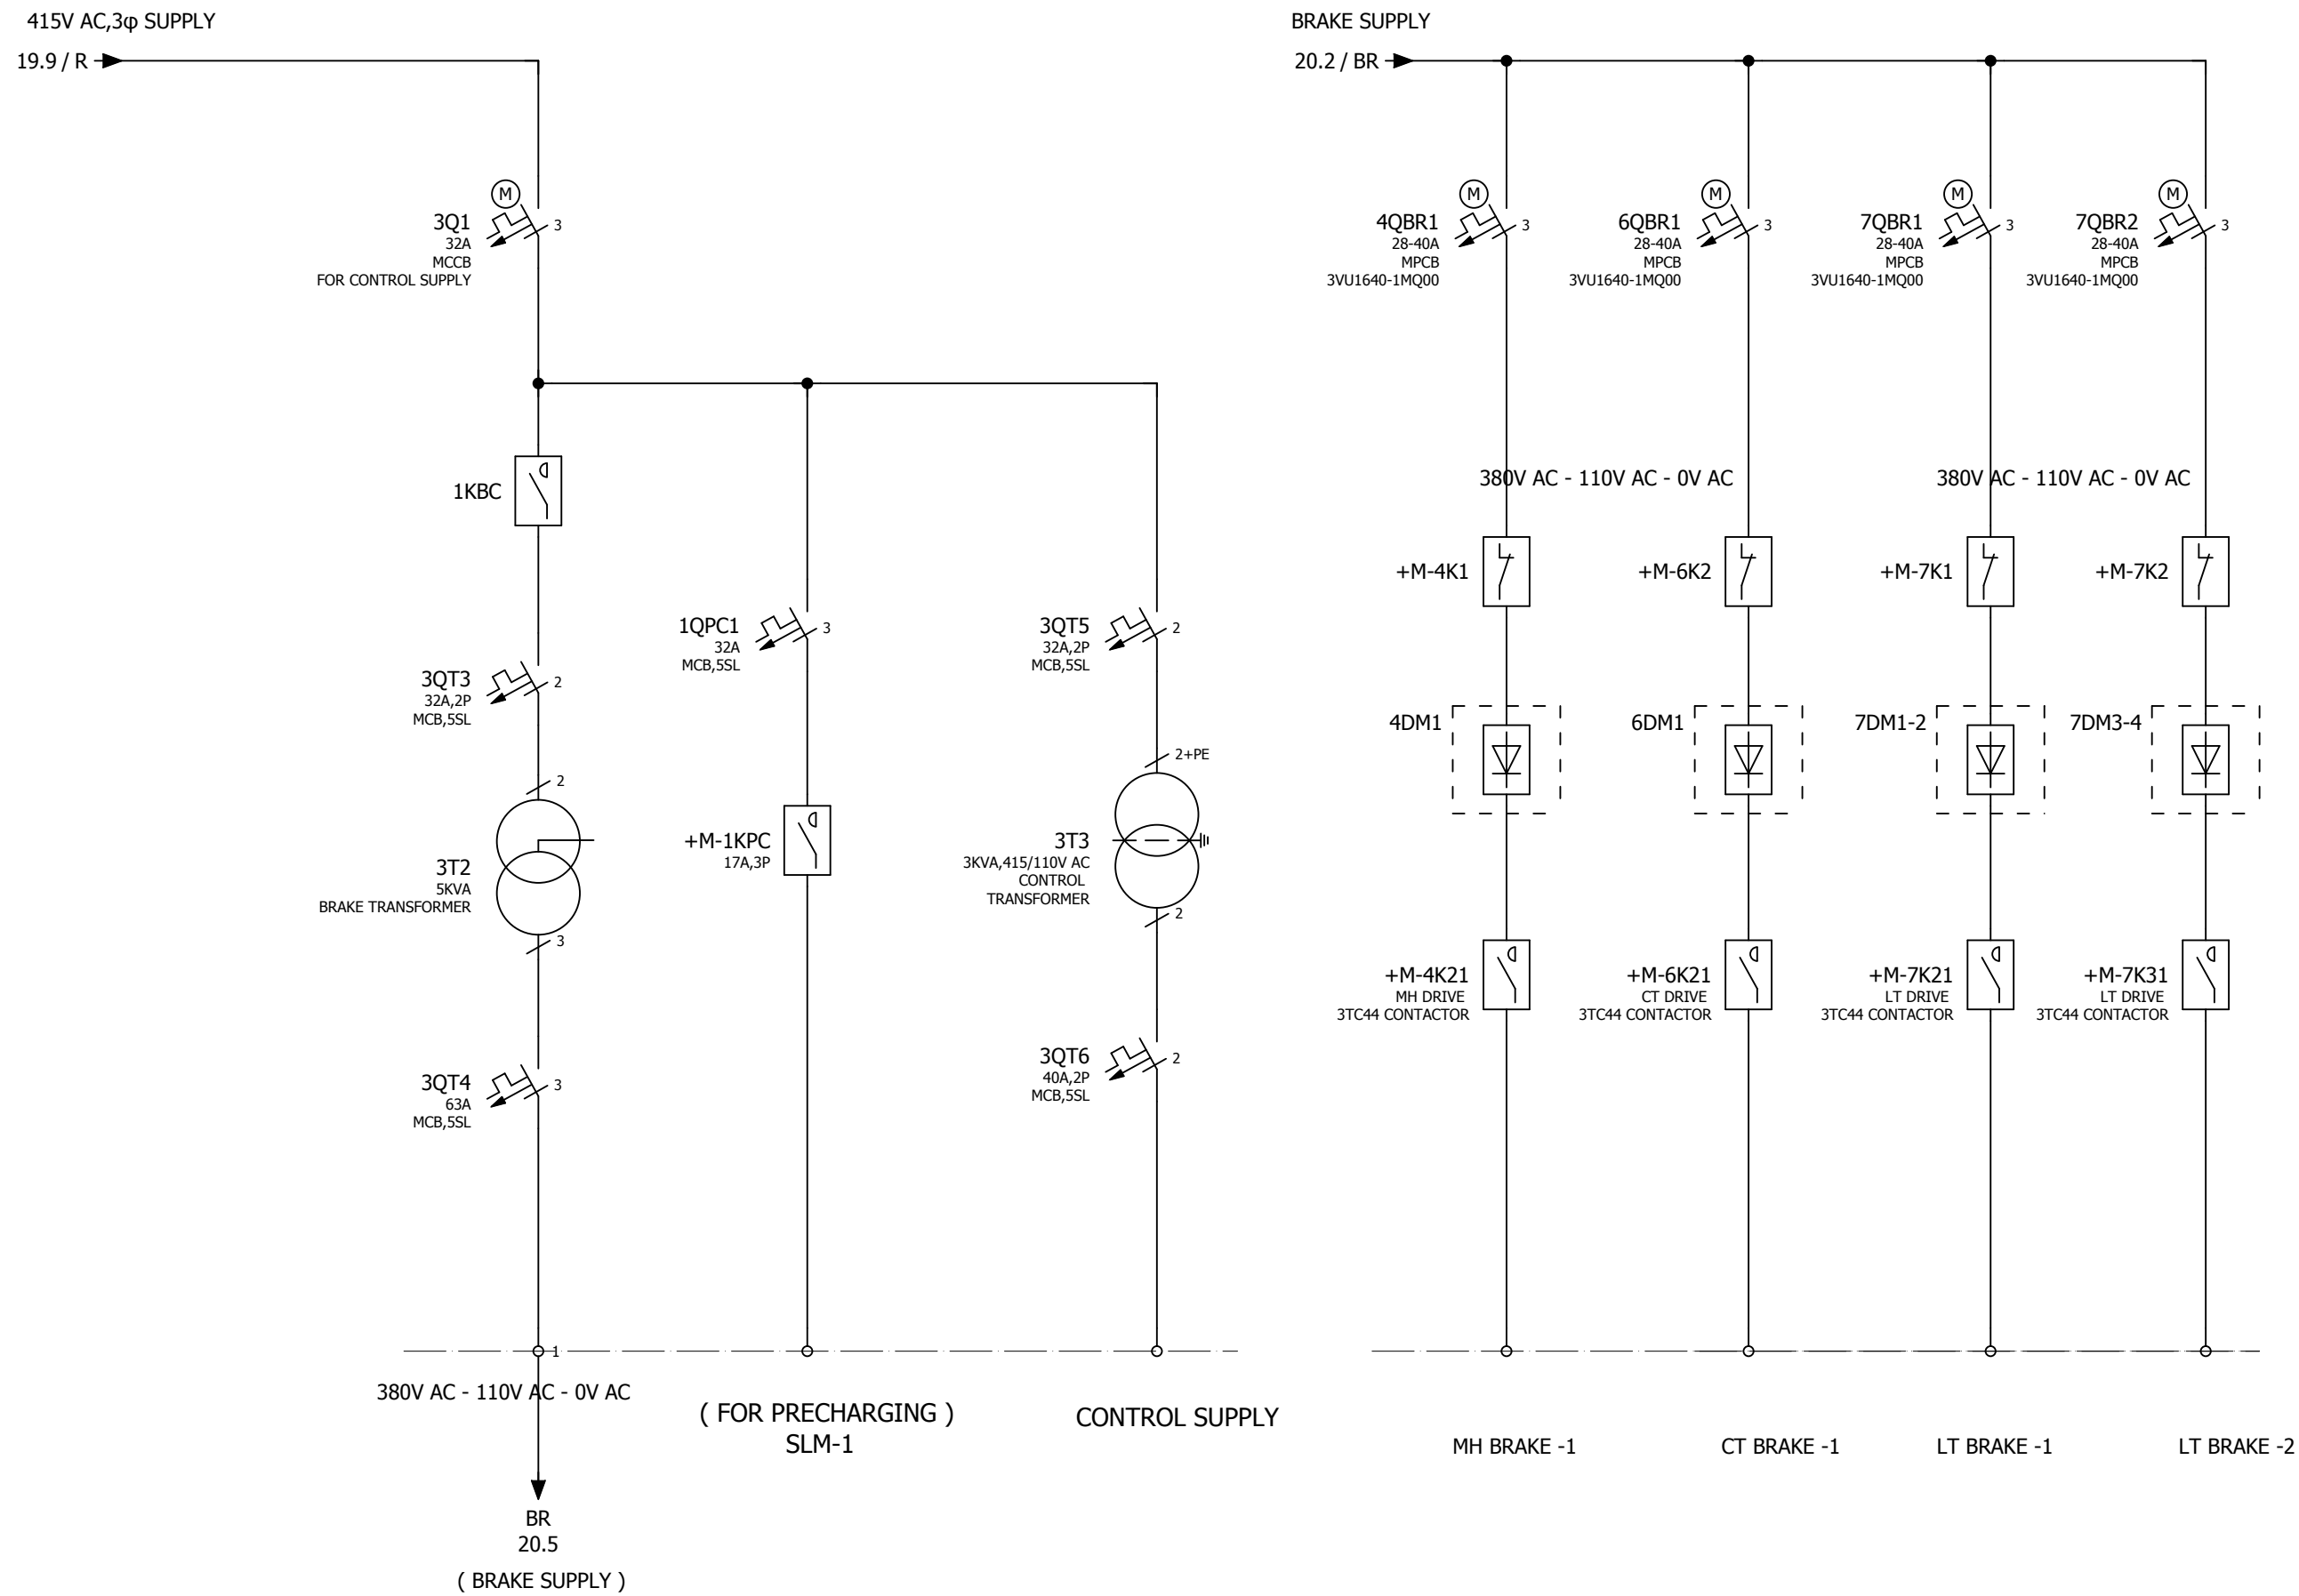 415V AC,3φ SUPPLY
19.9 / R
M
3Q1
32A
MCCB
FOR CONTROL SUPPLY
3
1KBC
3QT3
32A,2P
MCB,5SL
2
2
3T2
5KVA
BRAKE TRANSFORMER
3
3QT4
63A
MCB,5SL
3
1
380V AC - 110V AC - 0V AC
BR
20.5
( BRAKE SUPPLY )
1QPC1
32A
MCB,5SL
3
+M-1KPC
17A,3P
( FOR PRECHARGING )
SLM-1
3QT5
32A,2P
MCB,5SL
2
2+PE
3T3
3KVA,415/110V AC
CONTROL
TRANSFORMER
2
3QT6
40A,2P
MCB,5SL
2
CONTROL SUPPLY
BRAKE SUPPLY
20.2 / BR
M
4QBR1
28-40A
MPCB
3VU1640-1MQ00
3
380V AC - 110V AC - 0V AC
+M-4K1
4DM1
+M-4K21
MH DRIVE
3TC44 CONTACTOR
MH BRAKE -1
M
6QBR1
28-40A
MPCB
3VU1640-1MQ00
3
+M-6K2
6DM1
+M-6K21
CT DRIVE
3TC44 CONTACTOR
CT BRAKE -1
M
7QBR1
28-40A
MPCB
3VU1640-1MQ00
3
380V AC - 110V AC - 0V AC
+M-7K1
7DM1-2
+M-7K21
LT DRIVE
3TC44 CONTACTOR
LT BRAKE -1
M
7QBR2
28-40A
MPCB
3VU1640-1MQ00
3
+M-7K2
7DM3-4
+M-7K31
LT DRIVE
3TC44 CONTACTOR
LT BRAKE -2